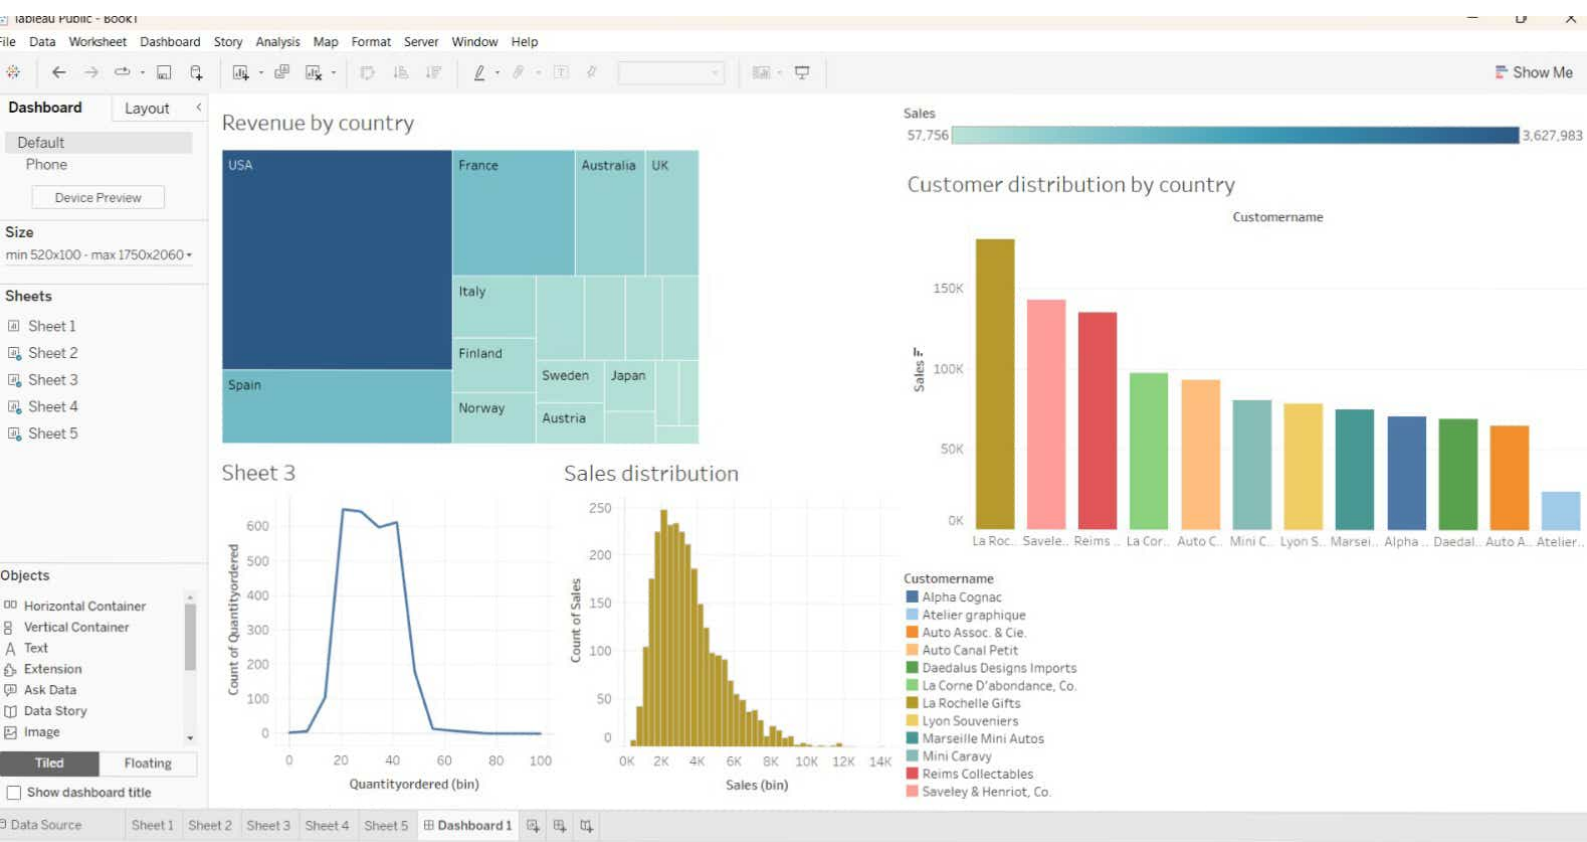 Tableau Public - Book1
File Data Worksheet Dashboard Story Analysis Map Format Server Window Help
Show Me
Dashboard Layout
Default
Phone
Device Preview
Size
min 520x100 - max 1750x2060
Sheets
Sheet 1
Sheet 2
Sheet 3
Sheet 4
Sheet 5
Objects
Horizontal Container
Vertical Container
A Text
Extension
Ask Data
Data Story
Image
Tiled Floating
Show dashboard title
Revenue by country
USA
France
Australia
UK
Italy
Finland
Spain
Norway
Sweden
Japan
Austria
Sales
57,756 3,627,983
Customer distribution by country
Customername
150K
100K
50K
0K
Sales
La Roc.. Savele.. Reims .. La Cor.. Auto C.. Mini C.. Lyon S.. Marsei.. Alpha .. Daedal.. Auto A.. Atelier..
Sheet 3
600
500
400
300
200
100
0
Count of Quantityordered
0 20 40 60 80 100
Quantityordered (bin)
Sales distribution
250
200
150
100
50
0
Count of Sales
0K 2K 4K 6K 8K 10K 12K 14K
Sales (bin)
Customername
Alpha Cognac
Atelier graphique
Auto Assoc. & Cie.
Auto Canal Petit
Daedalus Designs Imports
La Corne D'abondance, Co.
La Rochelle Gifts
Lyon Souveniers
Marseille Mini Autos
Mini Caravy
Reims Collectables
Saveley & Henriot, Co.
Data Source Sheet 1 Sheet 2 Sheet 3 Sheet 4 Sheet 5 Dashboard 1